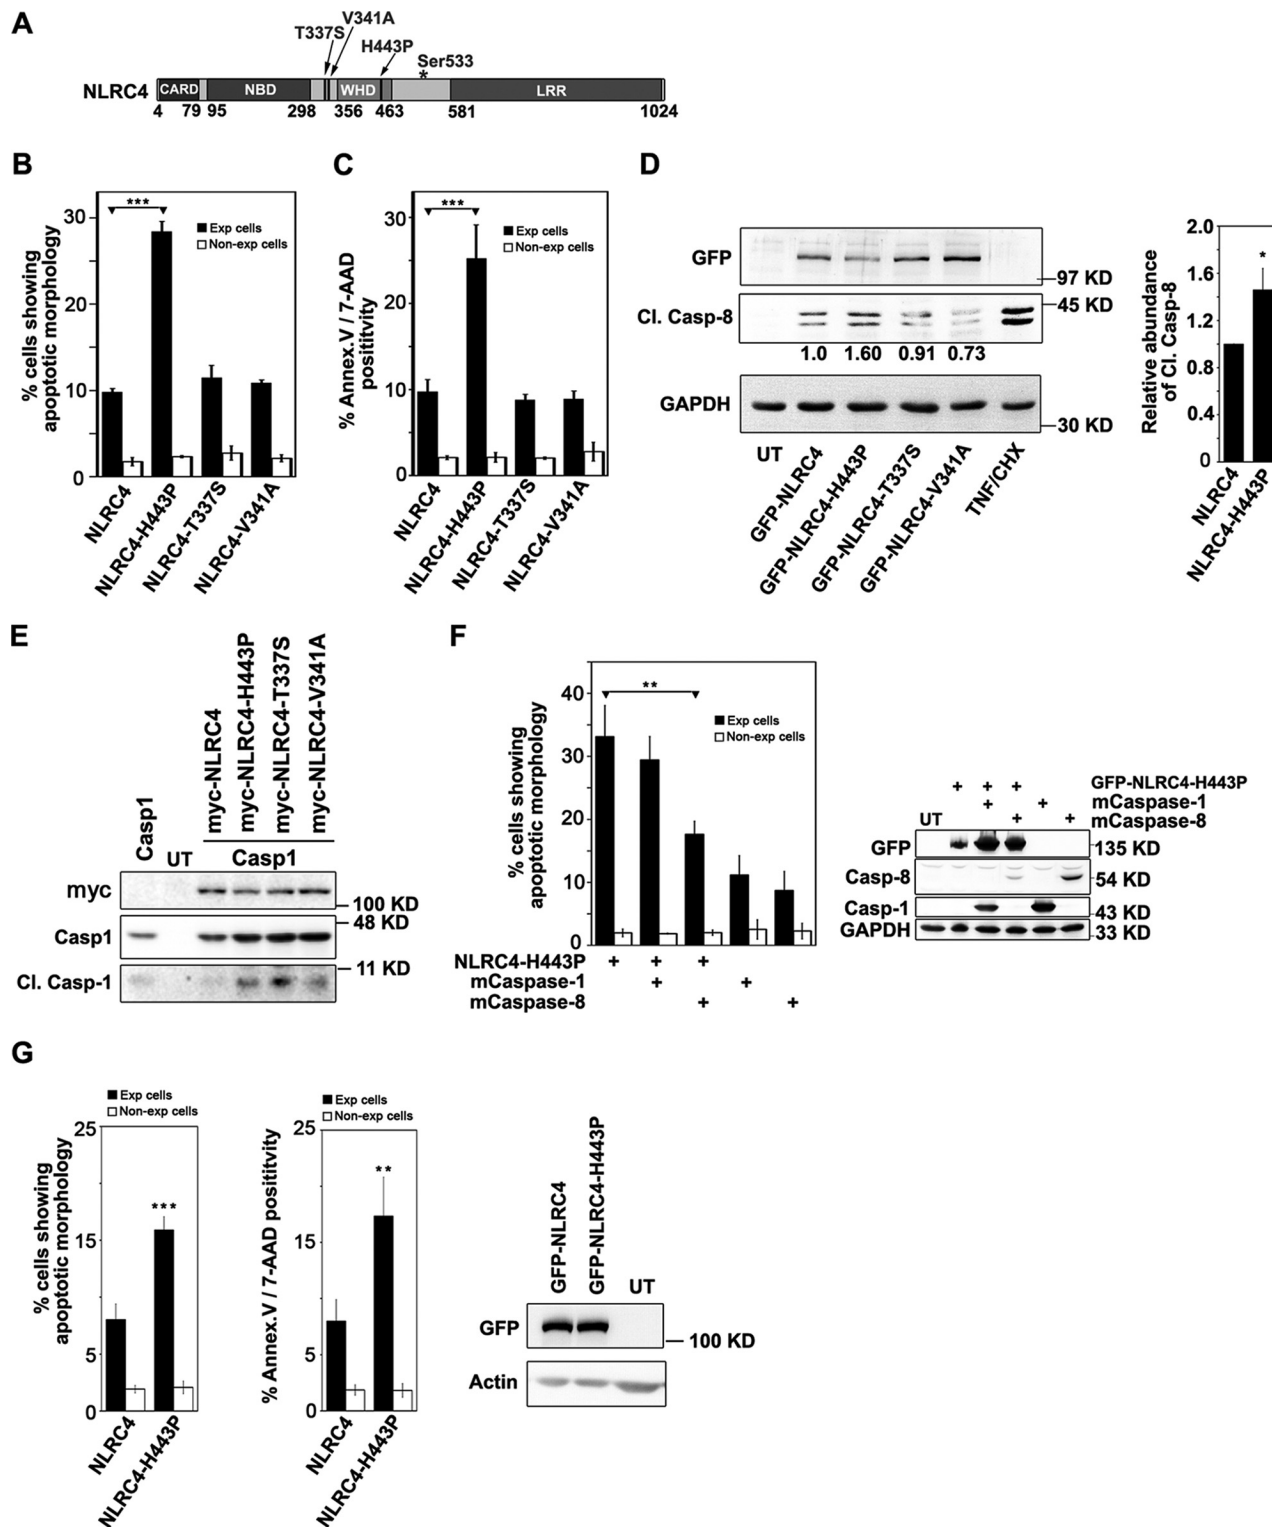 A
T337S
V341A
H443P
Ser533
*
NLRC4
CARD NBD WHD LRR
4 79 95 298 356 463 581 1024
B
% cells showing
apoptotic morphology
30
20
10
0
***
Exp cells
Non-exp cells
NLRC4
NLRC4-H443P
NLRC4-T337S
NLRC4-V341A
C
% Annex.V / 7-AAD
posititvity
30
20
10
0
***
Exp cells
Non-exp cells
NLRC4
NLRC4-H443P
NLRC4-T337S
NLRC4-V341A
D
GFP
97 KD
45 KD
Cl. Casp-8
1.0 1.60 0.91 0.73
GAPDH
30 KD
UT
GFP-NLRC4
GFP-NLRC4-H443P
GFP-NLRC4-T337S
GFP-NLRC4-V341A
TNF/CHX
Relative abundance
of Cl. Casp-8
2.0
1.6
1.2
0.8
0.4
0
*
NLRC4
NLRC4-H443P
E
Casp1
UT
myc-NLRC4
myc-NLRC4-H443P
myc-NLRC4-T337S
myc-NLRC4-V341A
Casp1
myc
100 KD
48 KD
Casp1
11 KD
Cl. Casp-1
F
% cells showing
apoptotic morphology
40
30
20
10
0
**
Exp cells
Non-exp cells
NLRC4-H443P + + +
mCaspase-1 + +
mCaspase-8 + +
+ + + GFP-NLRC4-H443P
+ + mCaspase-1
UT + + mCaspase-8
GFP 135 KD
Casp-8 54 KD
Casp-1 43 KD
GAPDH 33 KD
G
Exp cells
Non-exp cells
% cells showing
apoptotic morphology
25
15
5
0
***
NLRC4
NLRC4-H443P
Exp cells
Non-exp cells
% Annex.V / 7-AAD posititvity
25
15
5
0
**
NLRC4
NLRC4-H443P
GFP-NLRC4
GFP-NLRC4-H443P
UT
GFP
100 KD
Actin